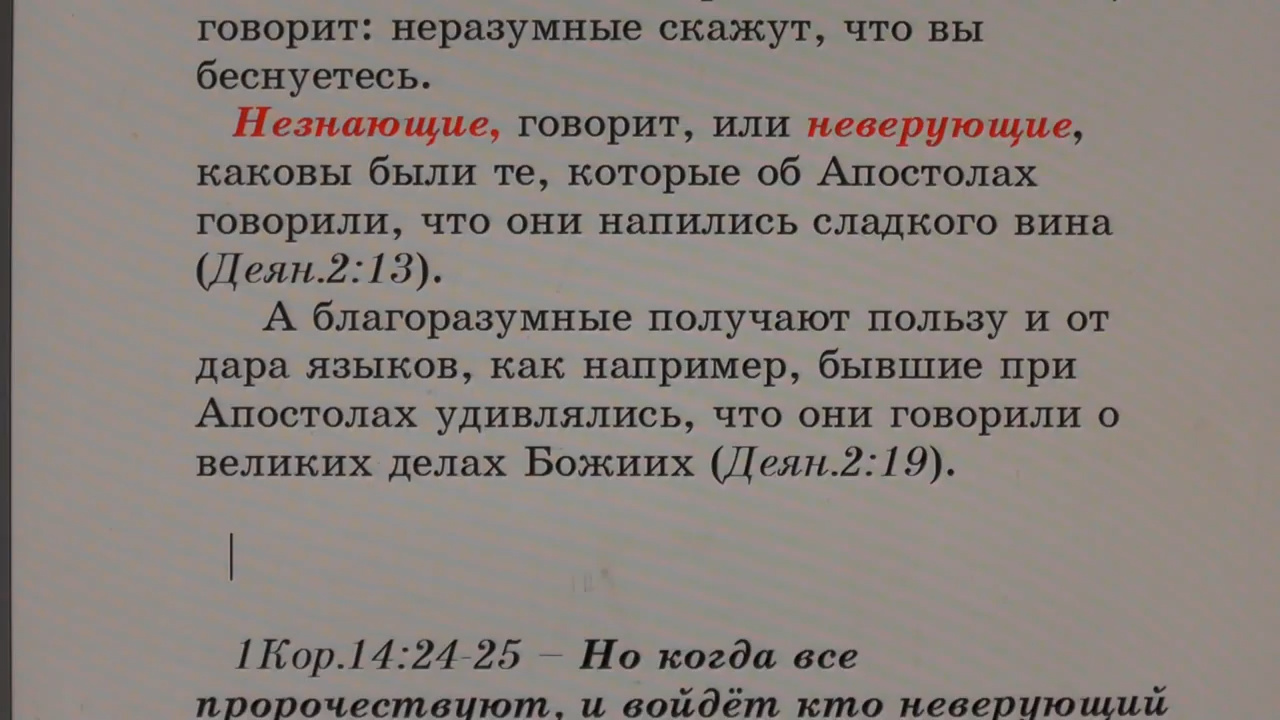 говорит: неразумные скажут, что вы
беснуетесь.
Незнающие, говорит, или неверующие,
каковы были те, которые об Апостолах
говорили, что они напились сладкого вина
(Деян.2:13).
А благоразумные получают пользу и от
дара языков, как например, бывшие при
Апостолах удивлялись, что они говорили о
великих делах Божиих (Деян.2:19).
1Кор.14:24-25 – Но когда все
пророчествуют, и войдёт кто неверующий